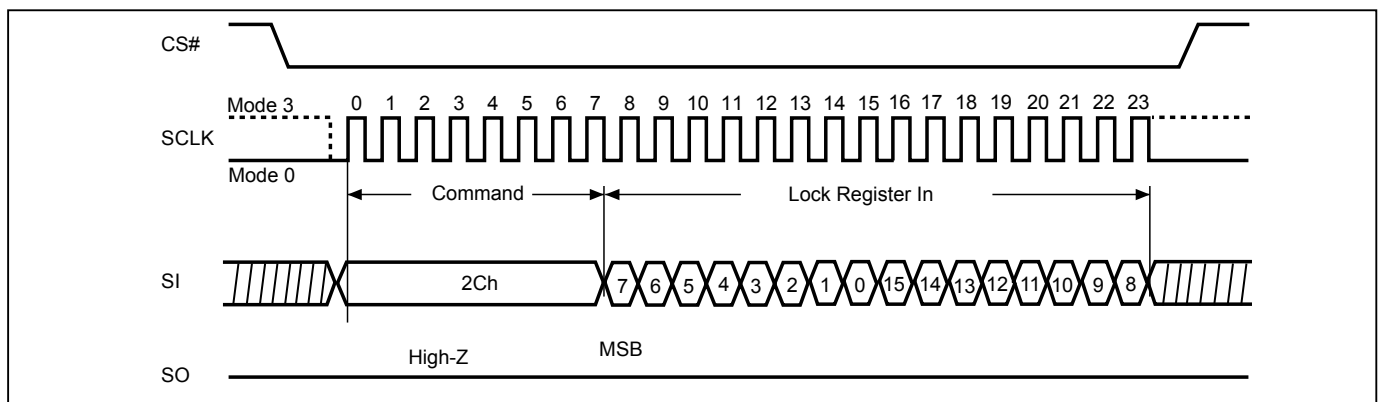 CS#
Mode 3 0 1 2 3 4 5 6 7 8 9 10 11 12 13 14 15 16 17 18 19 20 21 22 23
SCLK
Mode 0
Command Lock Register In
SI 2Ch 7 6 5 4 3 2 1 0 15 14 13 12 11 10 9 8
High-Z MSB
SO